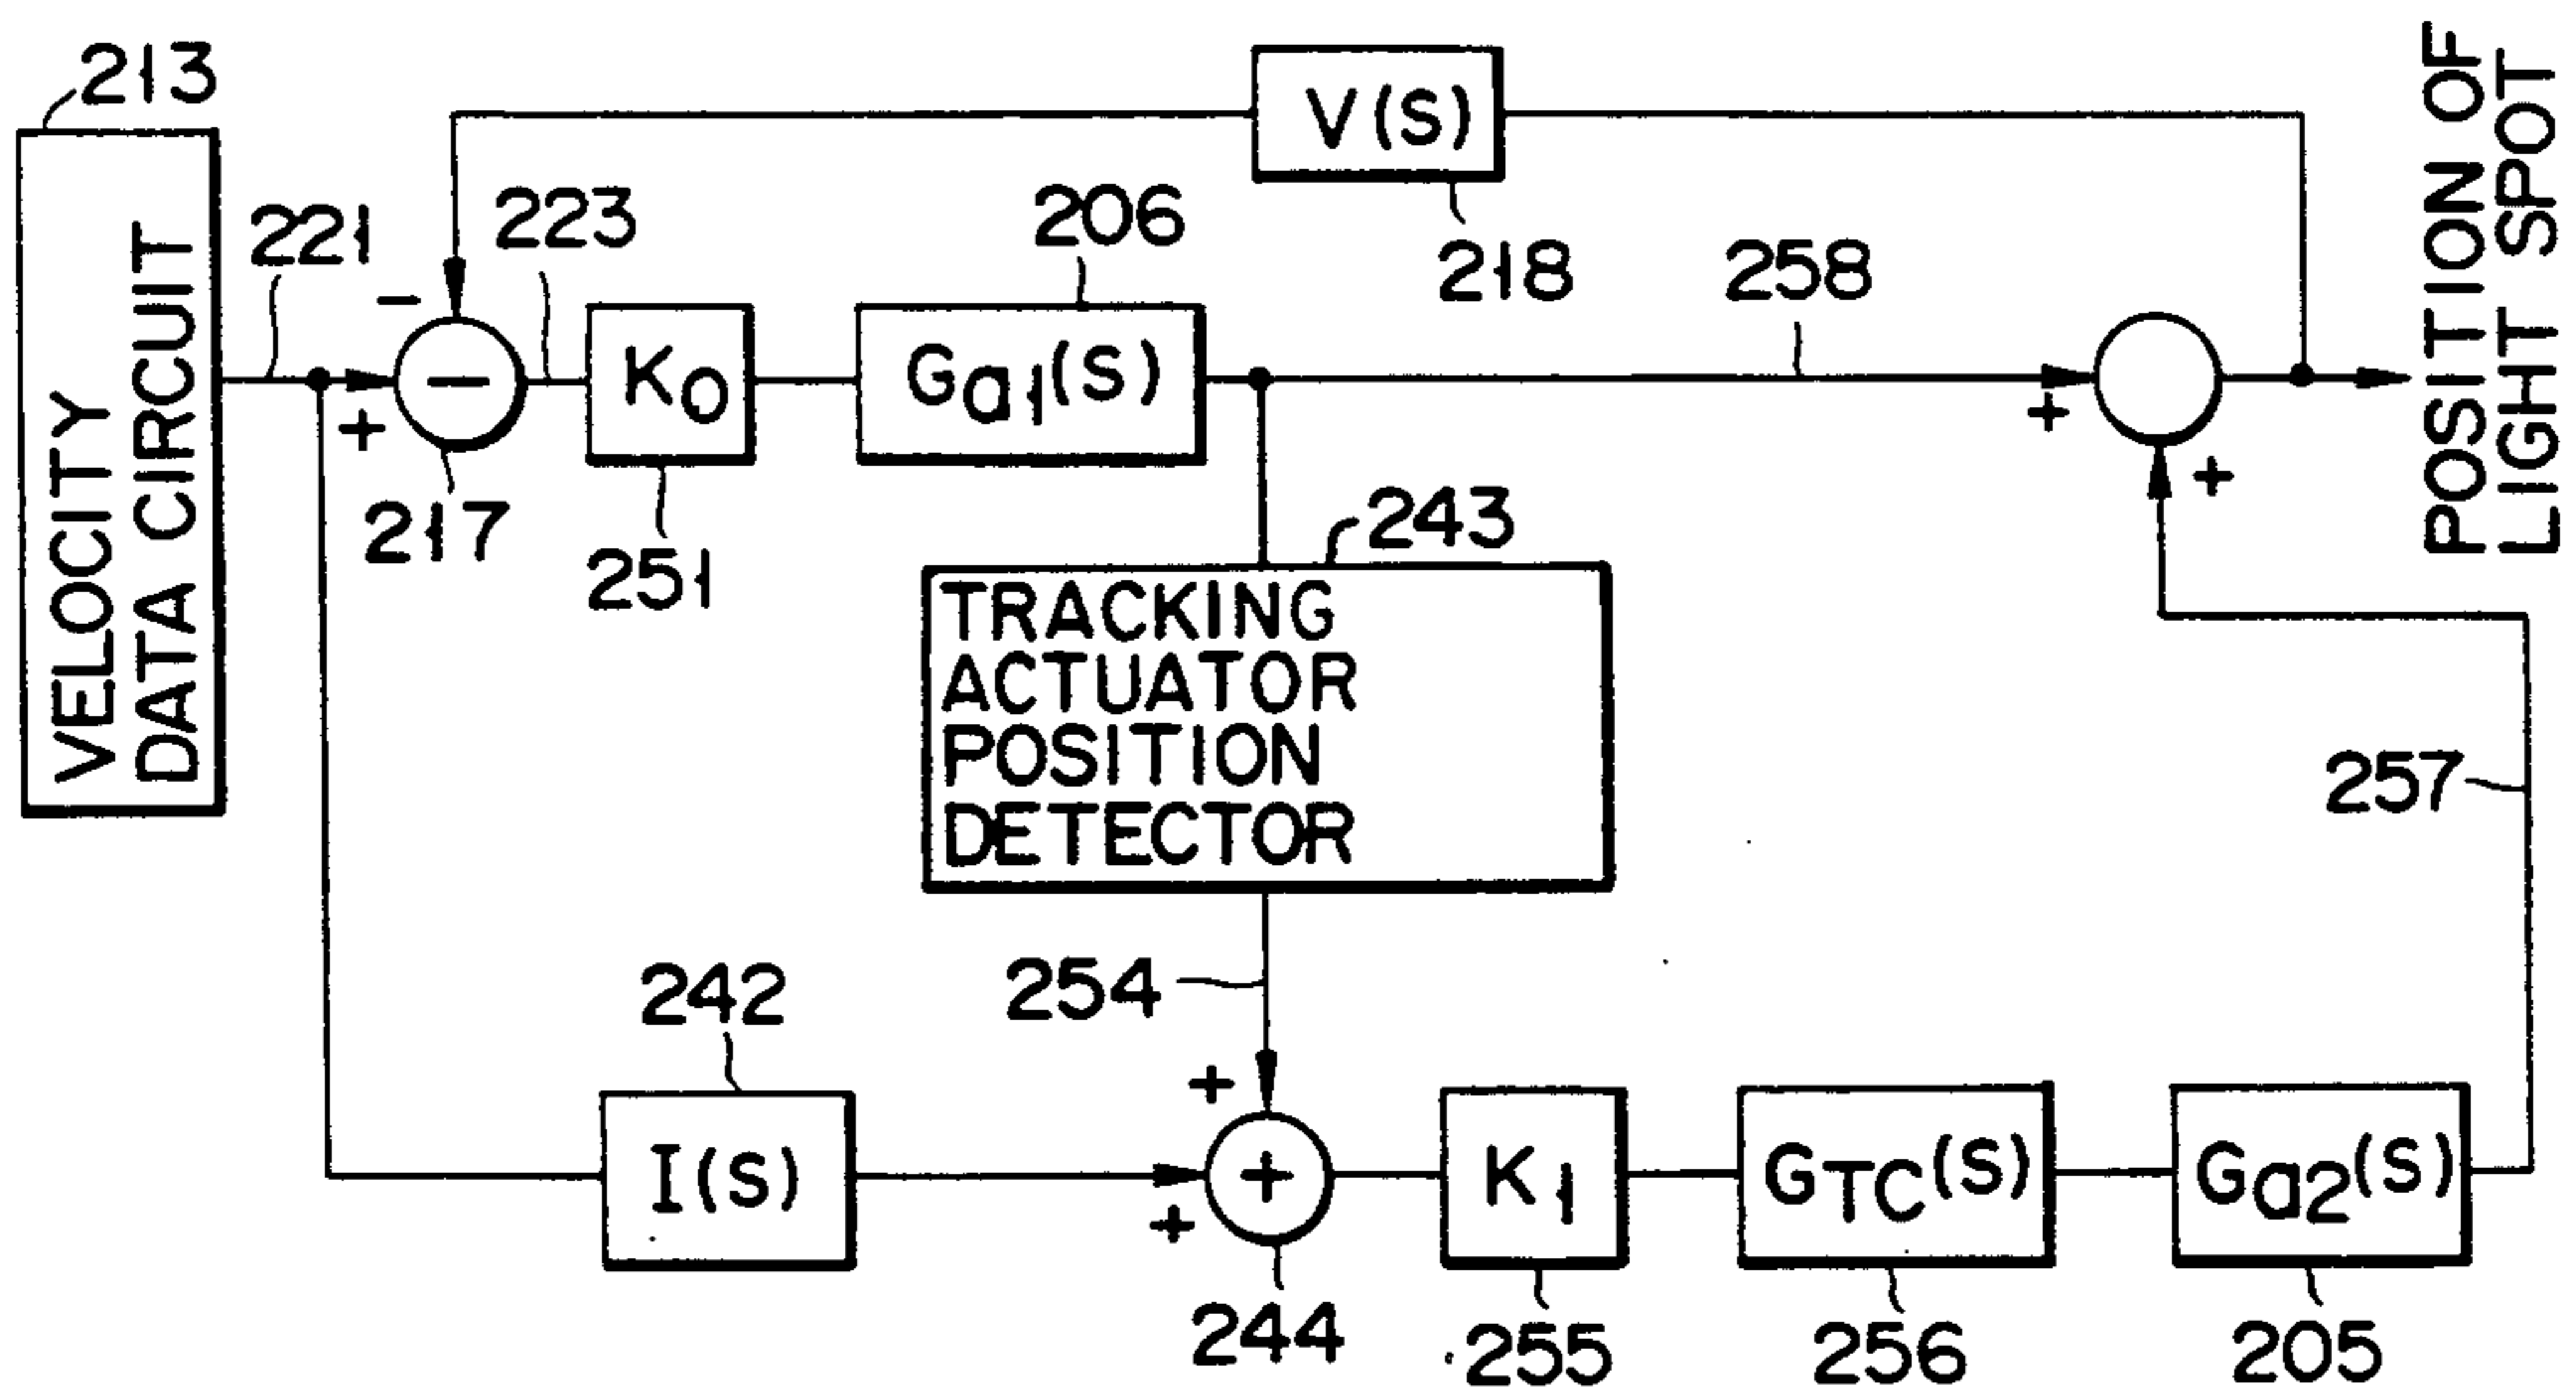 213
VELOCITY
DATA CIRCUIT
221
−
+
−
217
223
K0
251
206
Ga1(S)
V(S)
218
258
+
+
POSITION OF
LIGHT SPOT
243
TRACKING
ACTUATOR
POSITION
DETECTOR
257
254
242
I(S)
+
+
+
244
K1
255
GTC(S)
256
Ga2(S)
205